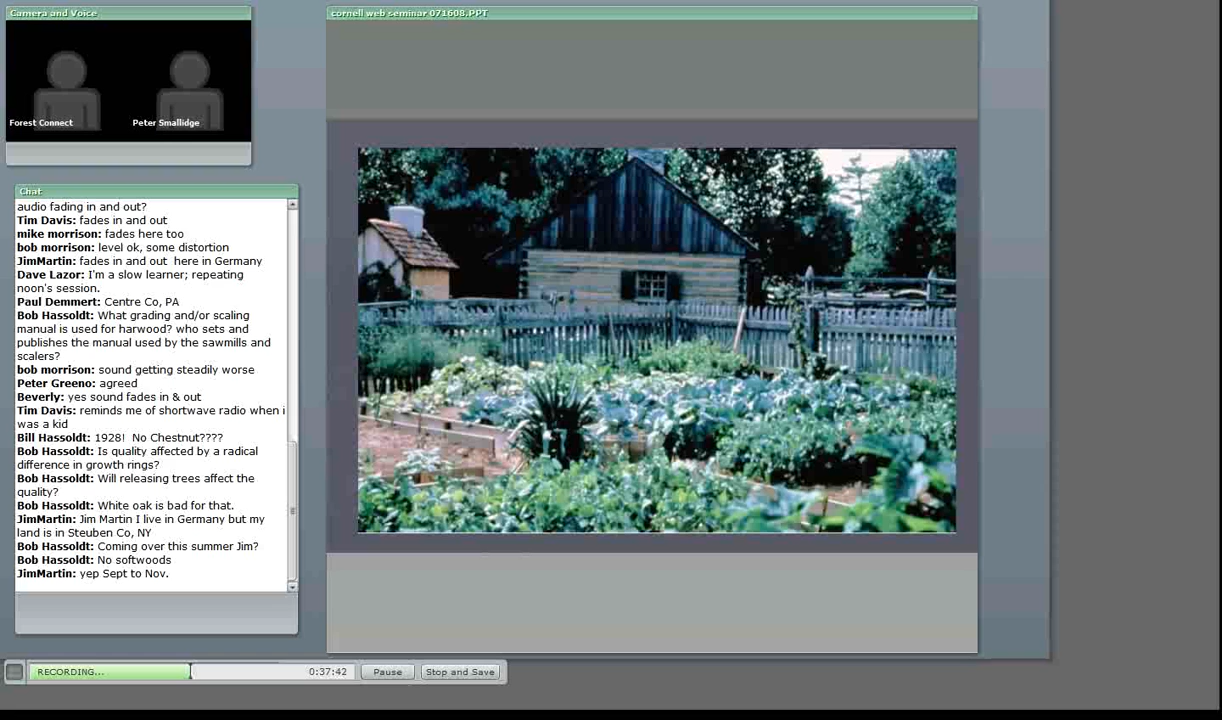 Camera and Voice
Forest Connect
Peter Smallidge
cornell web seminar 071608.PPT
Chat
audio fading in and out?
Tim Davis: fades in and out
mike morrison: fades here too
bob morrison: level ok, some distortion
JimMartin: fades in and out here in Germany
Dave Lazor: I'm a slow learner; repeating
noon's session.
Paul Demmert: Centre Co, PA
Bob Hassoldt: What grading and/or scaling
manual is used for harwood? who sets and
publishes the manual used by the sawmills and
scalers?
bob morrison: sound getting steadily worse
Peter Greeno: agreed
Beverly: yes sound fades in & out
Tim Davis: reminds me of shortwave radio when i
was a kid
Bill Hassoldt: 1928! No Chestnut????
Bob Hassoldt: Is quality affected by a radical
difference in growth rings?
Bob Hassoldt: Will releasing trees affect the
quality?
Bob Hassoldt: White oak is bad for that.
JimMartin: Jim Martin I live in Germany but my
land is in Steuben Co, NY
Bob Hassoldt: Coming over this summer Jim?
Bob Hassoldt: No softwoods
JimMartin: yep Sept to Nov.
RECORDING...
0:37:42
Pause
Stop and Save